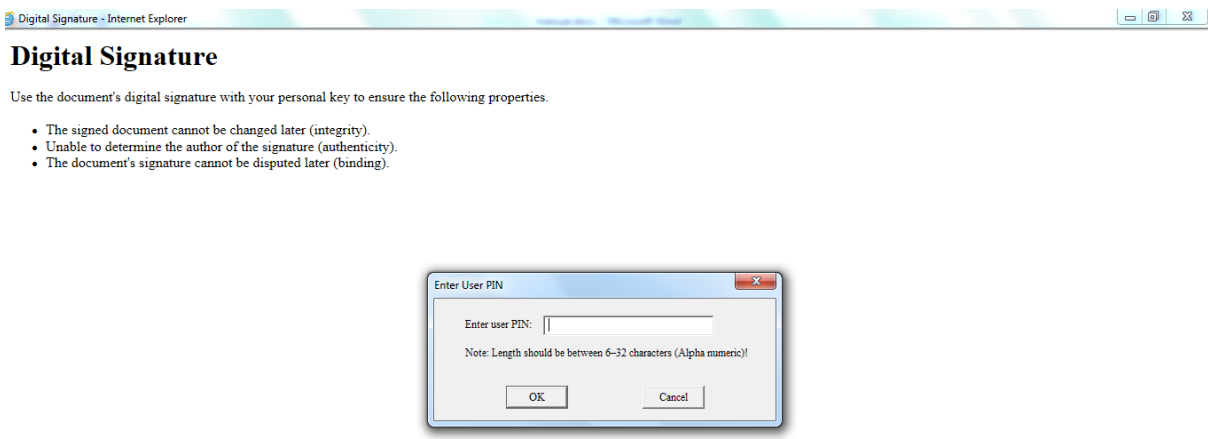 Digital Signature - Internet Explorer
Digital Signature
Use the document's digital signature with your personal key to ensure the following properties.
• The signed document cannot be changed later (integrity).
• Unable to determine the author of the signature (authenticity).
• The document's signature cannot be disputed later (binding).
Enter User PIN
Enter user PIN:
Note: Length should be between 6–32 characters (Alpha numeric)!
OK Cancel